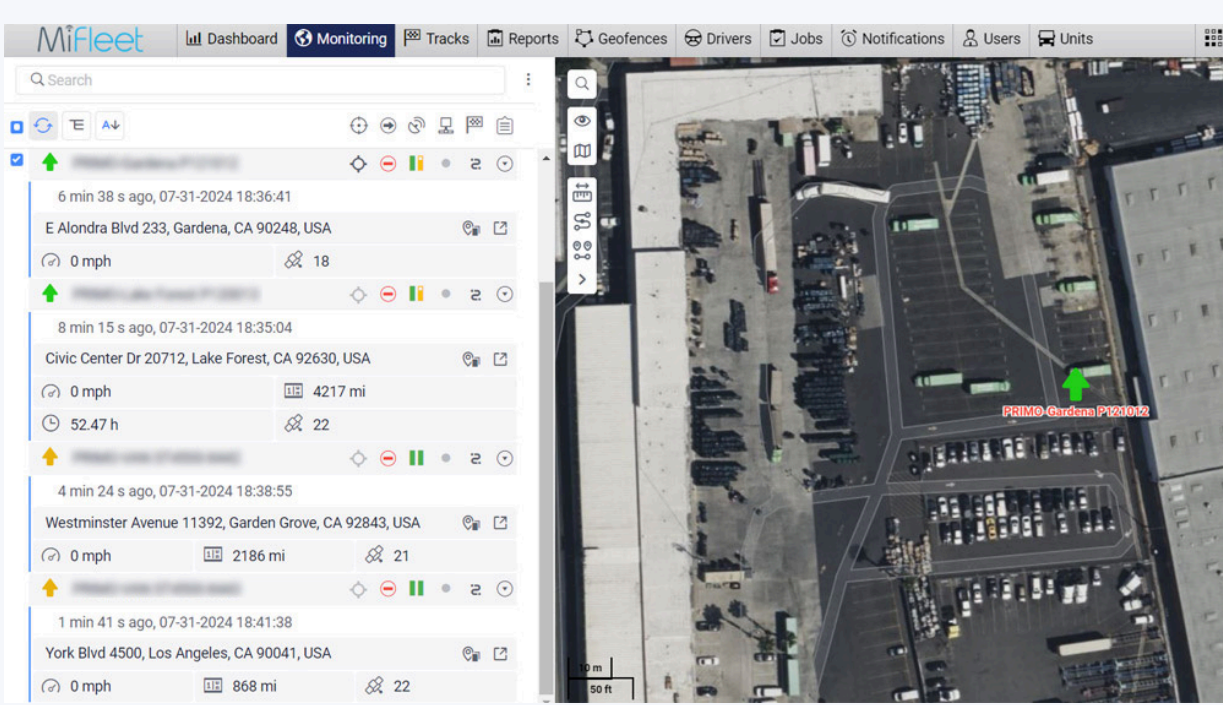 MiFleet Dashboard Monitoring Tracks Reports Geofences Drivers Jobs Notifications Users Units
Search
6 min 38 s ago, 07-31-2024 18:36:41
E Alondra Blvd 233, Gardena, CA 90248, USA
0 mph 18
8 min 15 s ago, 07-31-2024 18:35:04
Civic Center Dr 20712, Lake Forest, CA 92630, USA
0 mph 4217 mi
52.47 h 22
4 min 24 s ago, 07-31-2024 18:38:55
Westminster Avenue 11392, Garden Grove, CA 92843, USA
0 mph 2186 mi 21
1 min 41 s ago, 07-31-2024 18:41:38
York Blvd 4500, Los Angeles, CA 90041, USA
0 mph 868 mi 22
PRIMO-Gardena P121012
10 m
50 ft